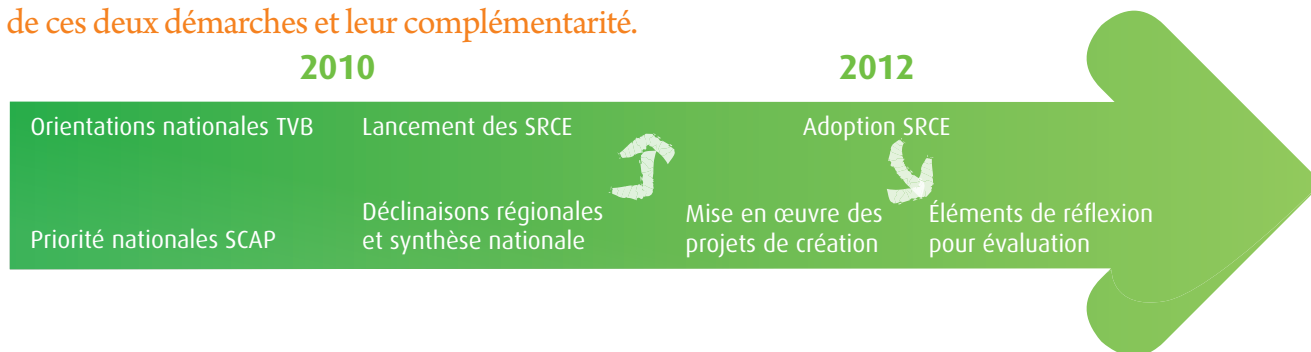 de ces deux démarches et leur complémentarité.
2010
2012
Orientations nationales TVB
Lancement des SRCE
Adoption SRCE
Priorité nationales SCAP
Déclinaisons régionales
et synthèse nationale
Mise en œuvre des
projets de création
Éléments de réflexion
pour évaluation